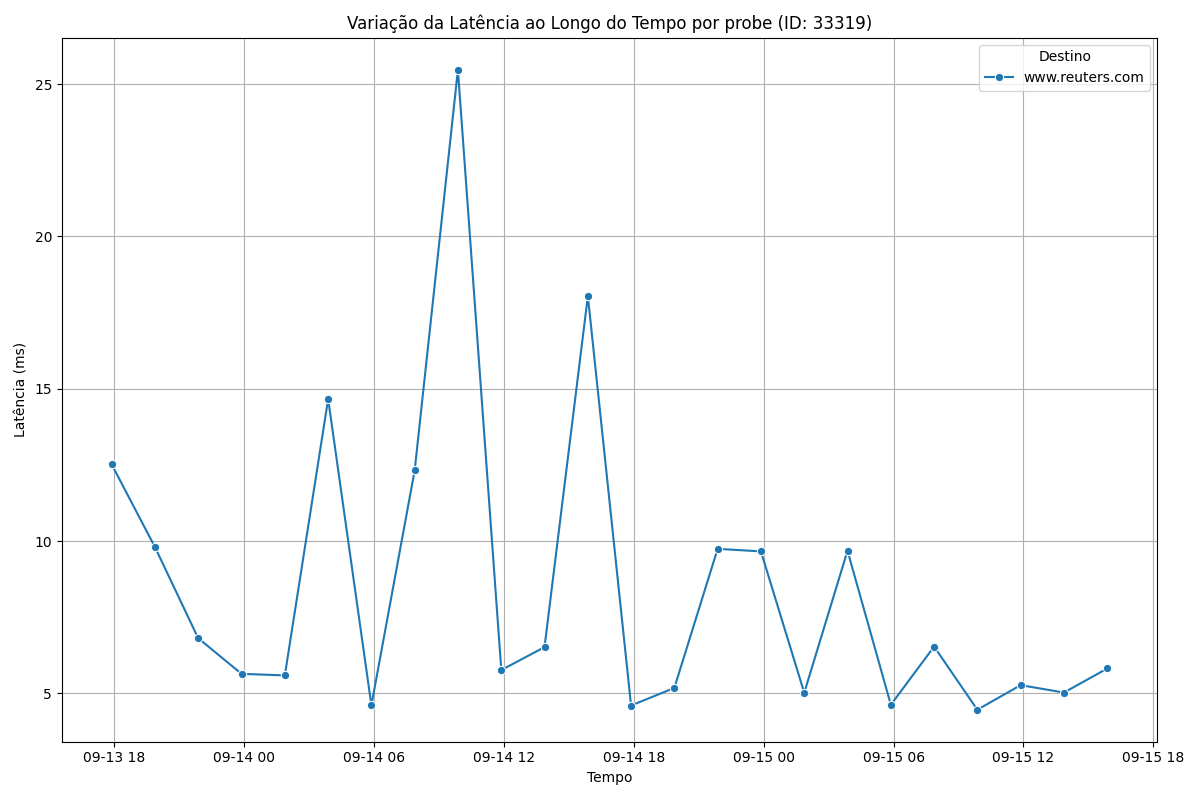 Variação da Latência ao Longo do Tempo por probe (ID: 33319)
Destino
www.reuters.com
Latência (ms)
25
20
15
10
5
09-13 18
09-14 00
09-14 06
09-14 12
09-14 18
09-15 00
09-15 06
09-15 12
09-15 18
Tempo